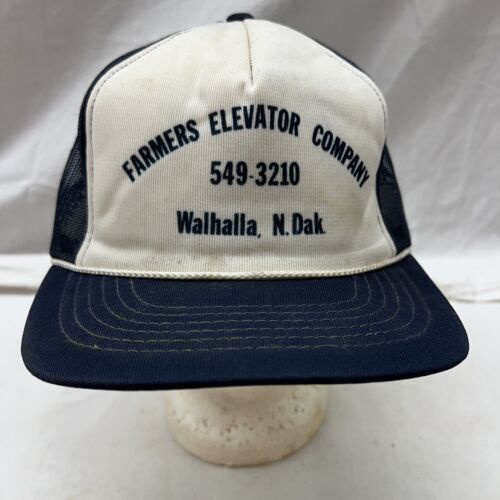 FARMERS ELEVATOR COMPANY
549-3210
Walhalla, N.Dak.